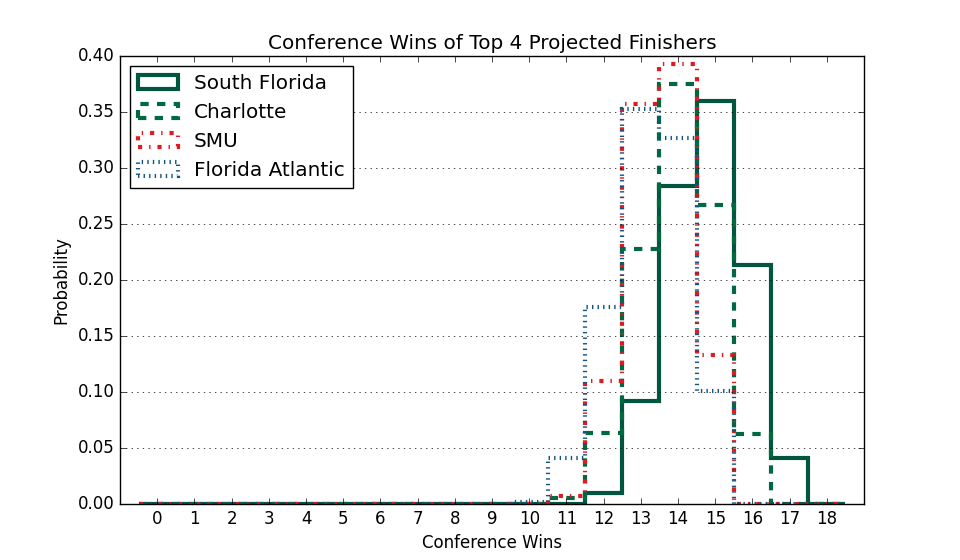 Conference Wins of Top 4 Projected Finishers
0.40
0.35
0.30
0.25
0.20
0.15
0.10
0.05
0.00
Probability
South Florida
Charlotte
SMU
Florida Atlantic
0 1 2 3 4 5 6 7 8 9 10 11 12 13 14 15 16 17 18
Conference Wins